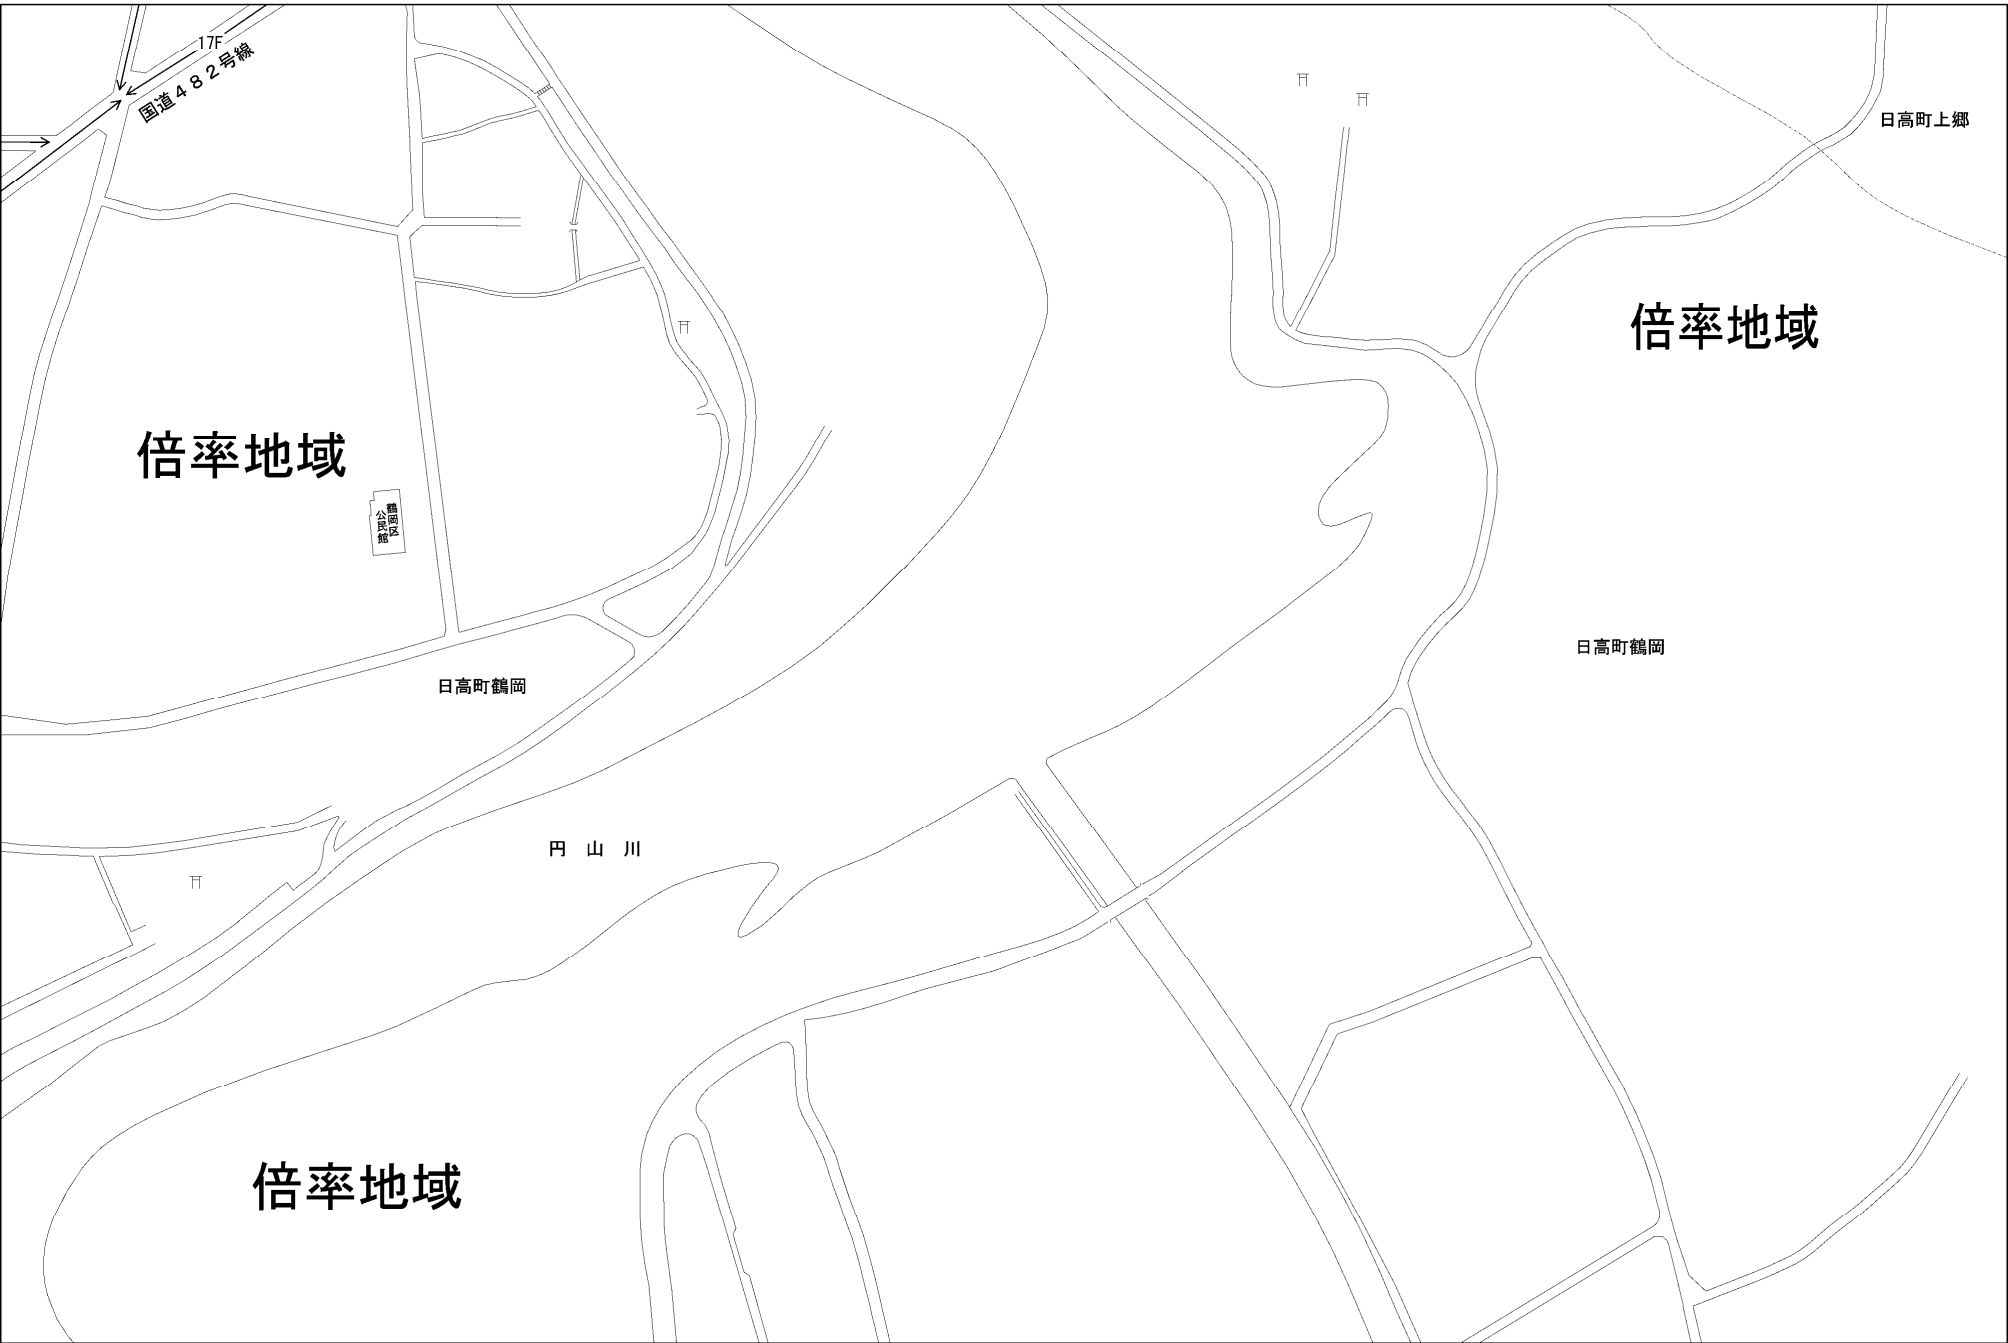 17F
国道４８２号線
日高町上郷
倍率地域
倍率地域
鶴岡区
公民館
日高町鶴岡
日高町鶴岡
円　山　川
倍率地域